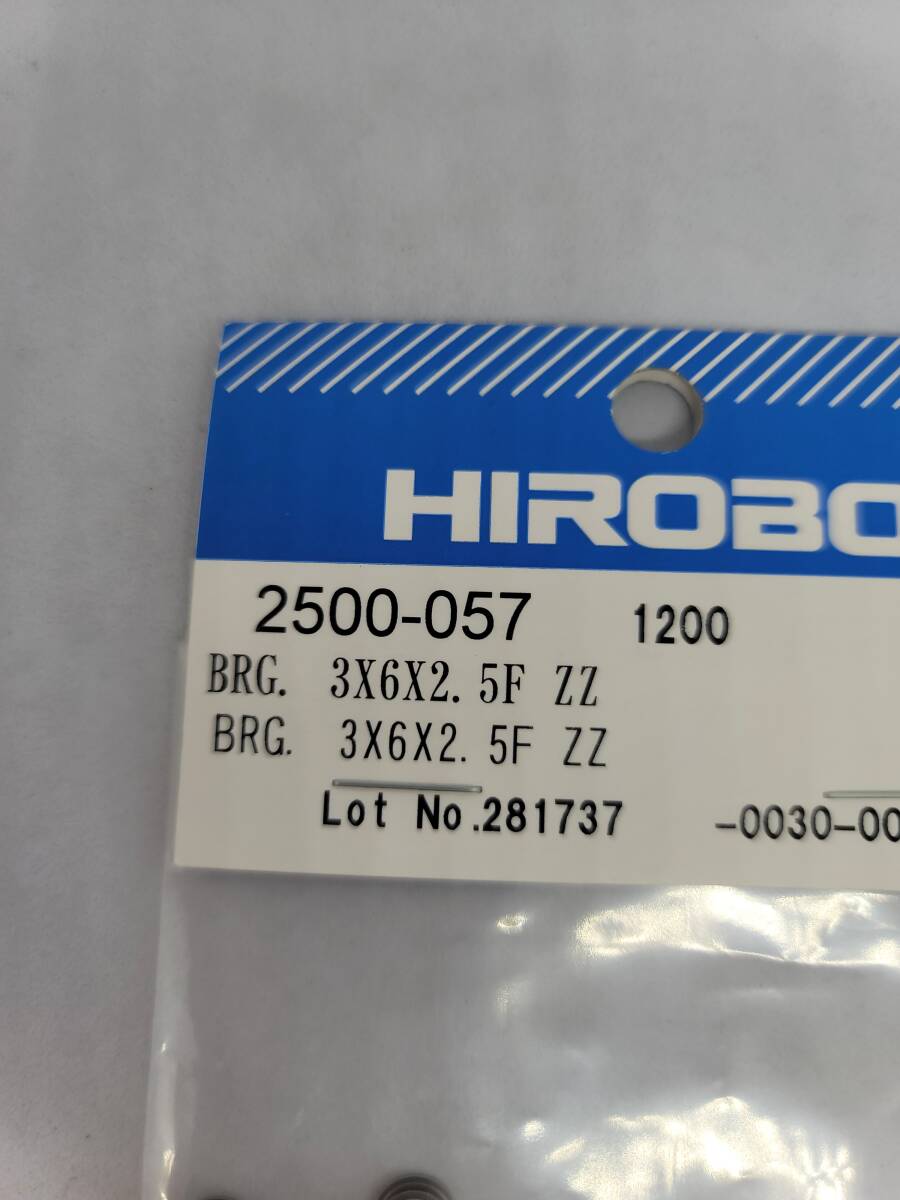 HIROBO
2500-057 1200
BRG. 3X6X2. 5F ZZ
BRG. 3X6X2. 5F ZZ
Lot No.281737 -0030-00